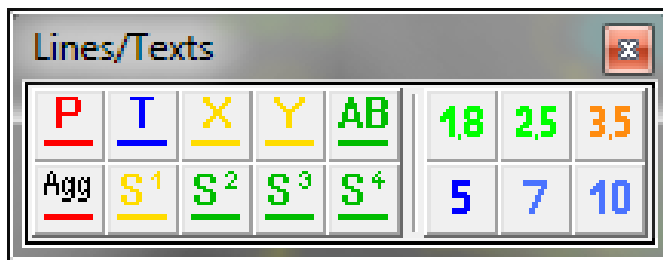 Lines/Texts
P T X Y AB 1,8 2,5 3,5
Agg S¹ S² S³ S⁴ 5 7 10